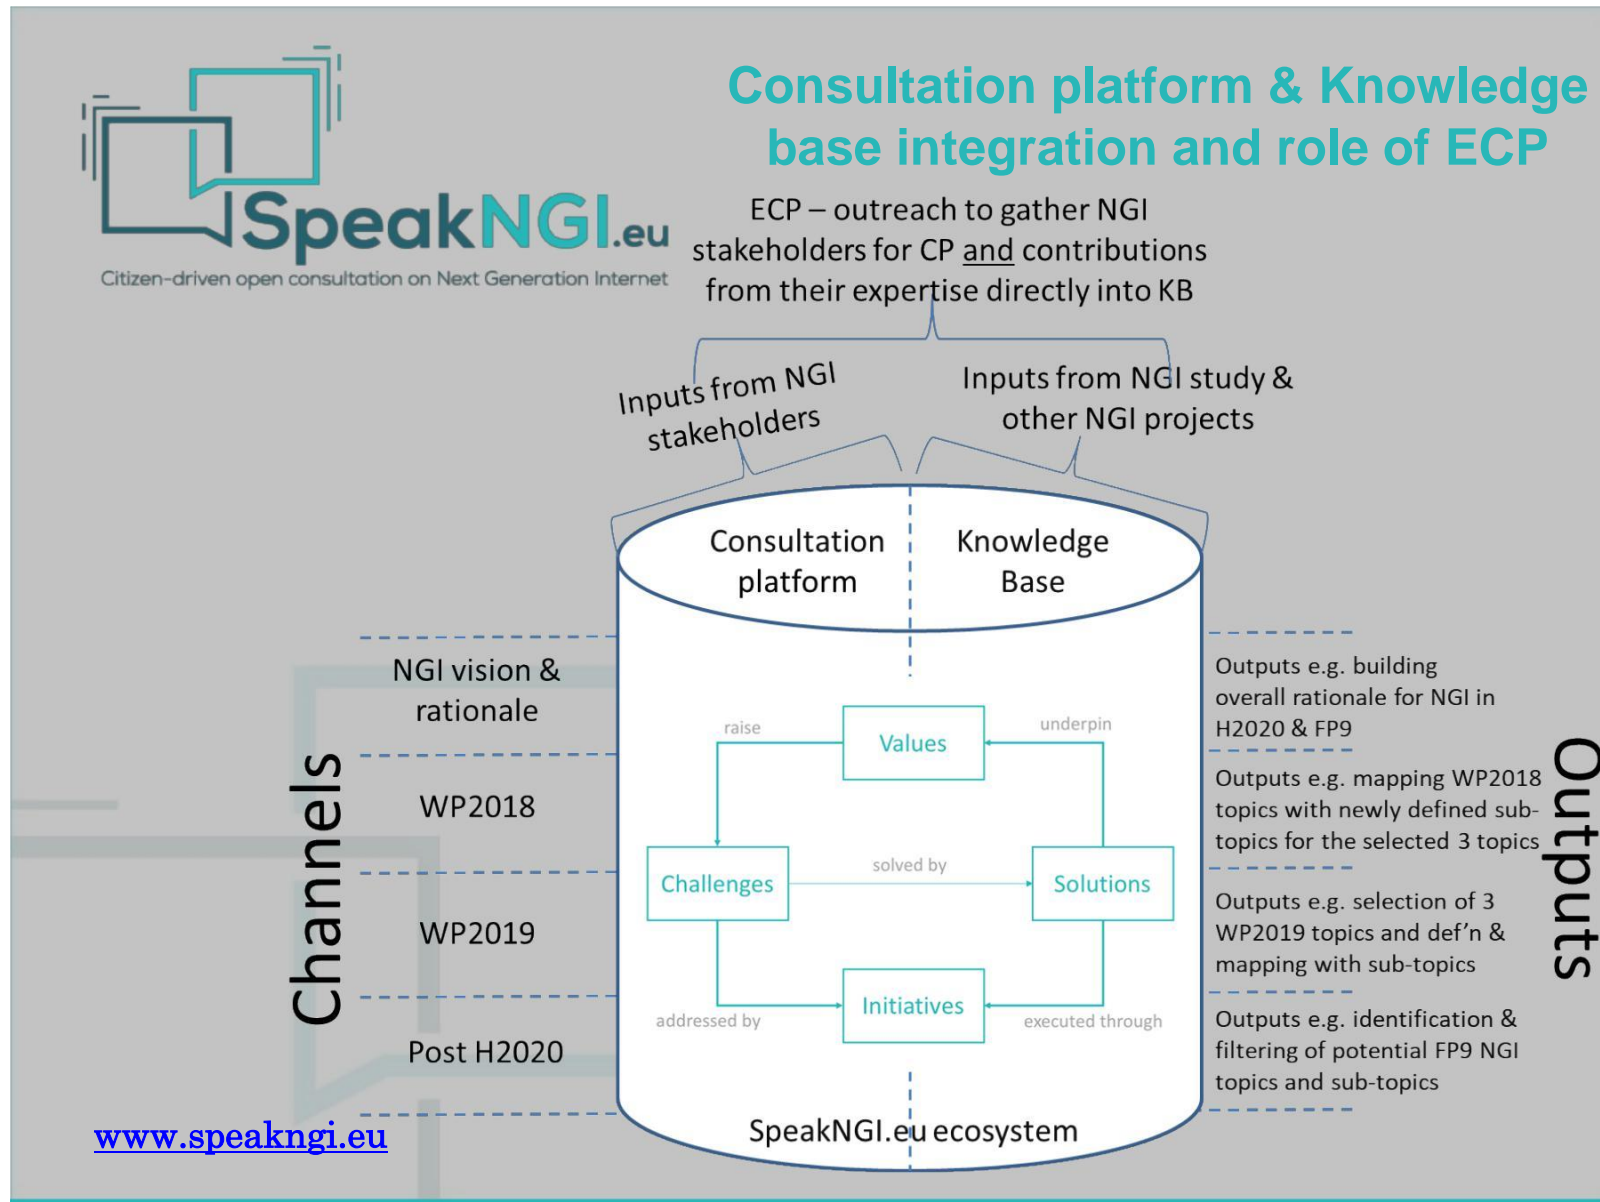 SpeakNGI.eu
Citizen-driven open consultation on Next Generation Internet
Consultation platform & Knowledge
base integration and role of ECP
ECP – outreach to gather NGI
stakeholders for CP and contributions
from their expertise directly into KB
Inputs from NGI
stakeholders
Inputs from NGI study &
other NGI projects
Consultation
platform
Knowledge
Base
Channels
NGI vision &
rationale
WP2018
WP2019
Post H2020
raise
Values
underpin
Challenges
solved by
Solutions
addressed by
Initiatives
executed through
SpeakNGI.eu ecosystem
Outputs e.g. building
overall rationale for NGI in
H2020 & FP9
Outputs e.g. mapping WP2018
topics with newly defined sub-
topics for the selected 3 topics
Outputs e.g. selection of 3
WP2019 topics and def’n &
mapping with sub-topics
Outputs e.g. identification &
filtering of potential FP9 NGI
topics and sub-topics
Outputs
www.speakngi.eu